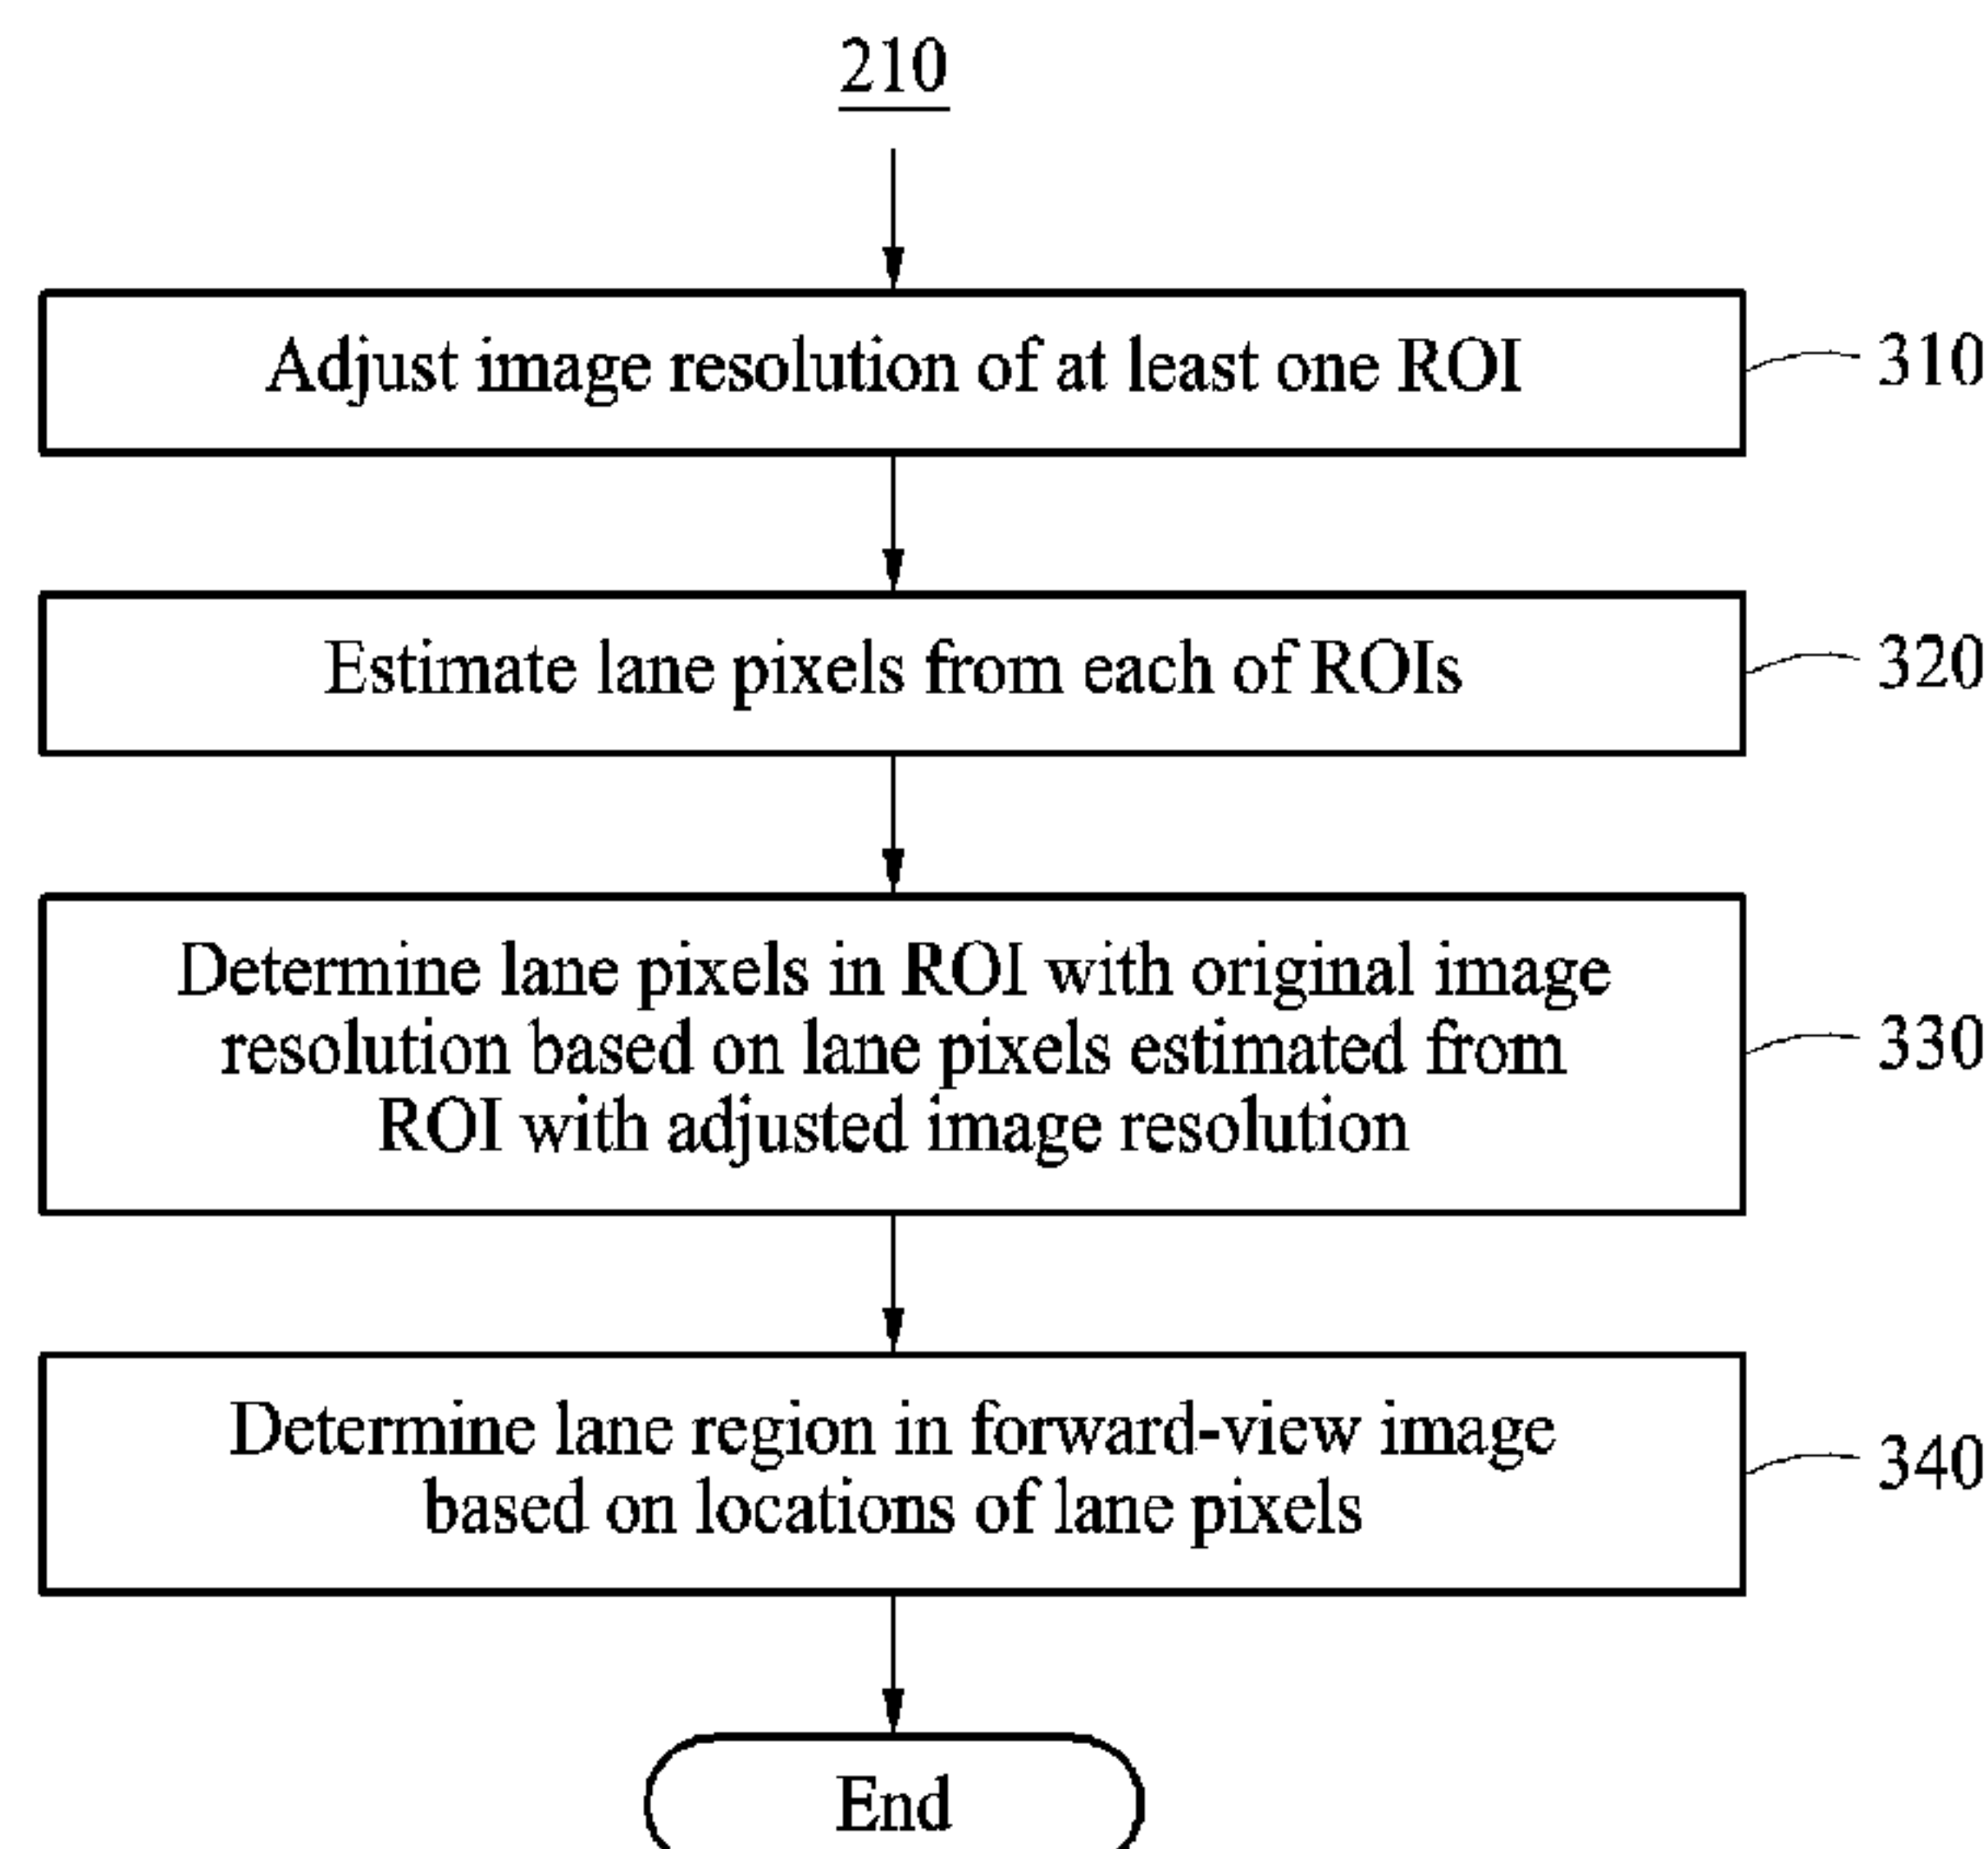 210
Adjust image resolution of at least one ROI
310
Estimate lane pixels from each of ROIs
320
Determine lane pixels in ROI with original image
resolution based on lane pixels estimated from
ROI with adjusted image resolution
330
Determine lane region in forward-view image
based on locations of lane pixels
340
End